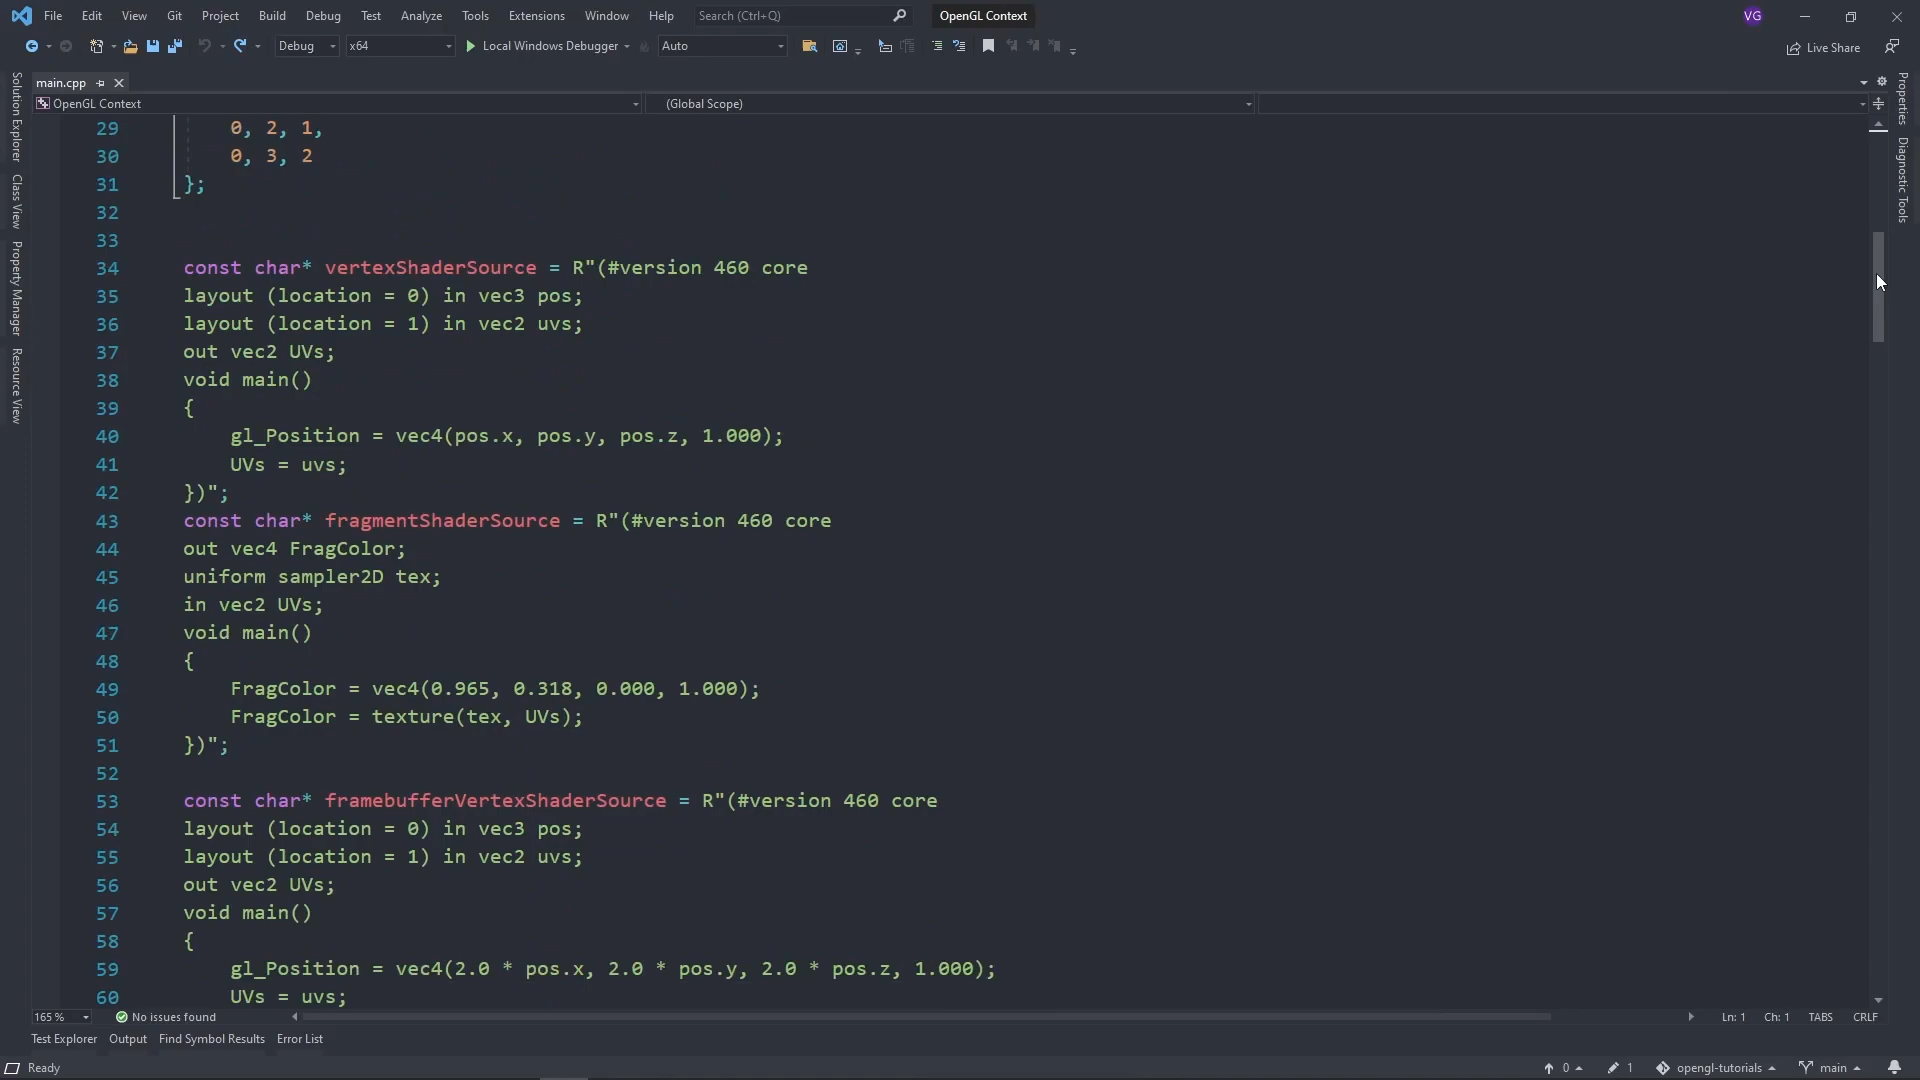 File Edit View Git Project Build Debug Test Analyze Tools Extensions Window Help Search (Ctrl+Q) OpenGL Context VG
Debug x64 Local Windows Debugger Auto Live Share
main.cpp
OpenGL Context (Global Scope)
Solution Explorer
Class View
Property Manager
Resource View
Properties
Diagnostic Tools
29 0, 2, 1,
30 0, 3, 2
31 };
32
33
34 const char* vertexShaderSource = R"(#version 460 core
35 layout (location = 0) in vec3 pos;
36 layout (location = 1) in vec2 uvs;
37 out vec2 UVs;
38 void main()
39 {
40 gl_Position = vec4(pos.x, pos.y, pos.z, 1.000);
41 UVs = uvs;
42 })";
43 const char* fragmentShaderSource = R"(#version 460 core
44 out vec4 FragColor;
45 uniform sampler2D tex;
46 in vec2 UVs;
47 void main()
48 {
49 FragColor = vec4(0.965, 0.318, 0.000, 1.000);
50 FragColor = texture(tex, UVs);
51 })";
52
53 const char* framebufferVertexShaderSource = R"(#version 460 core
54 layout (location = 0) in vec3 pos;
55 layout (location = 1) in vec2 uvs;
56 out vec2 UVs;
57 void main()
58 {
59 gl_Position = vec4(2.0 * pos.x, 2.0 * pos.y, 2.0 * pos.z, 1.000);
60 UVs = uvs;
165 % No issues found Ln: 1 Ch: 1 TABS CRLF
Test Explorer Output Find Symbol Results Error List
Ready 0 1 opengl-tutorials main